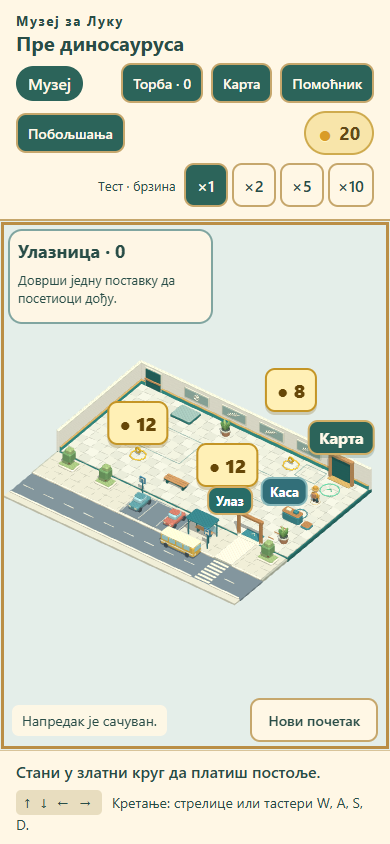 Музеј за Луку
Пре диносауруса
Музеј
Торба · 0
Карта
Помоћник
Побољшања
20
Тест · брзина
×1
×2
×5
×10
Улазница · 0
Доврши једну поставку да
посетиоци дођу.
8
12
Карта
12
Каса
Улаз
Напредак је сачуван.
Нови почетак
Стани у златни круг да платиш постоље.
↑ ↓ ← → Кретање: стрелице или тастери W, A, S,
D.